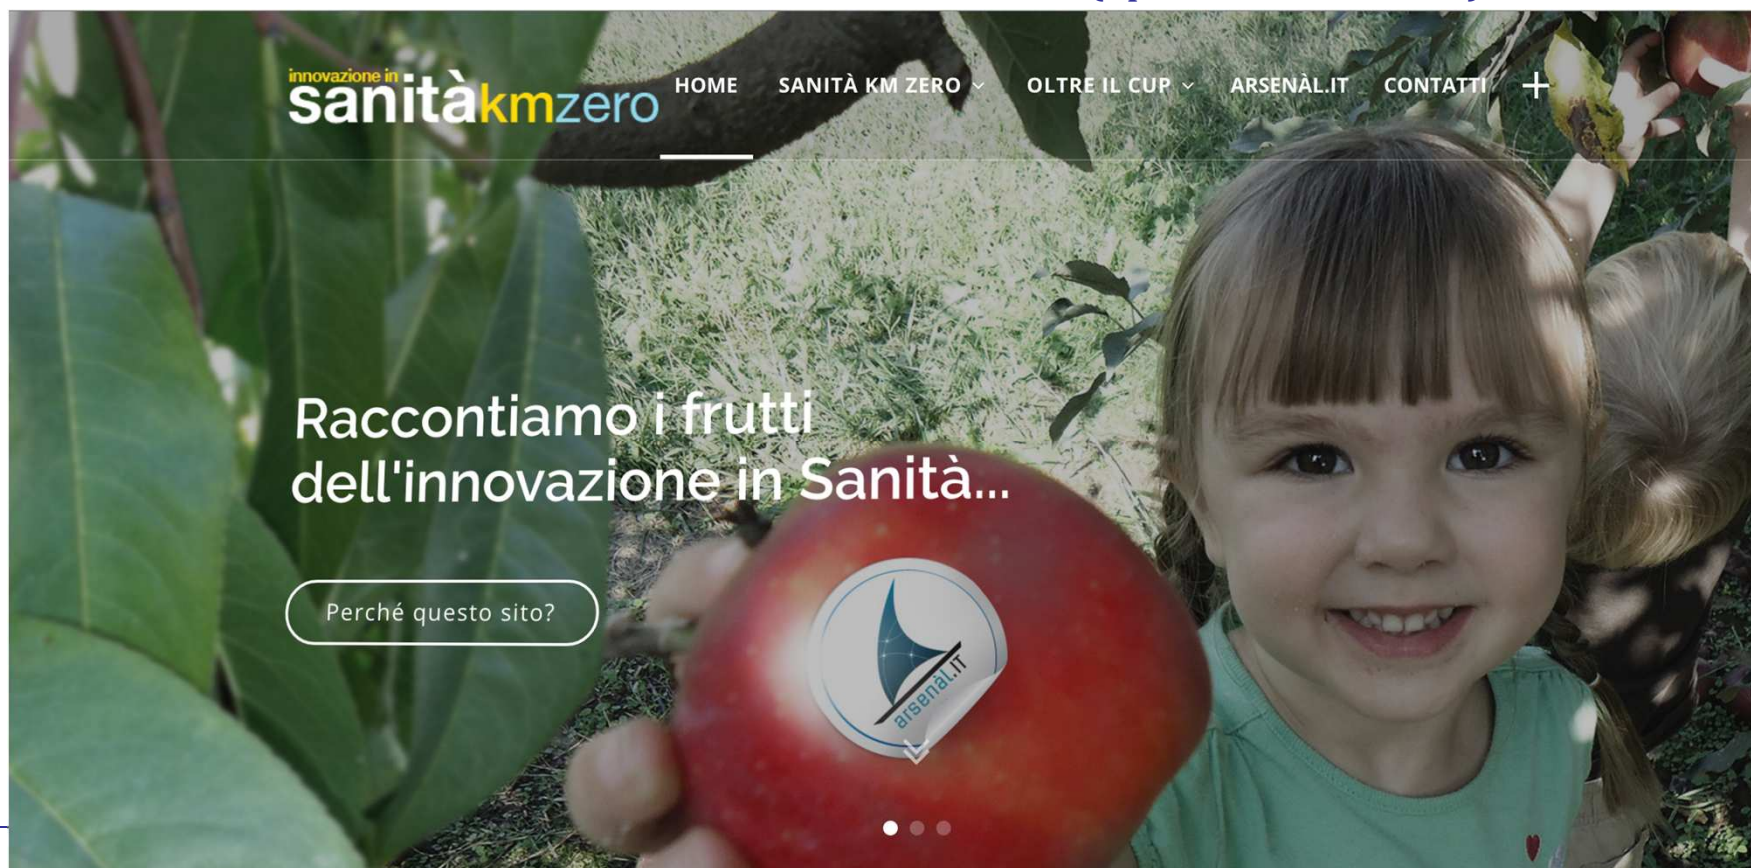 innovazione in
sanitàkmzero
HOME
SANITÀ KM ZERO
OLTRE IL CUP
ARSENÀL.IT
CONTATTI
Raccontiamo i frutti
dell'innovazione in Sanità...
Perché questo sito?
arsenàl.IT